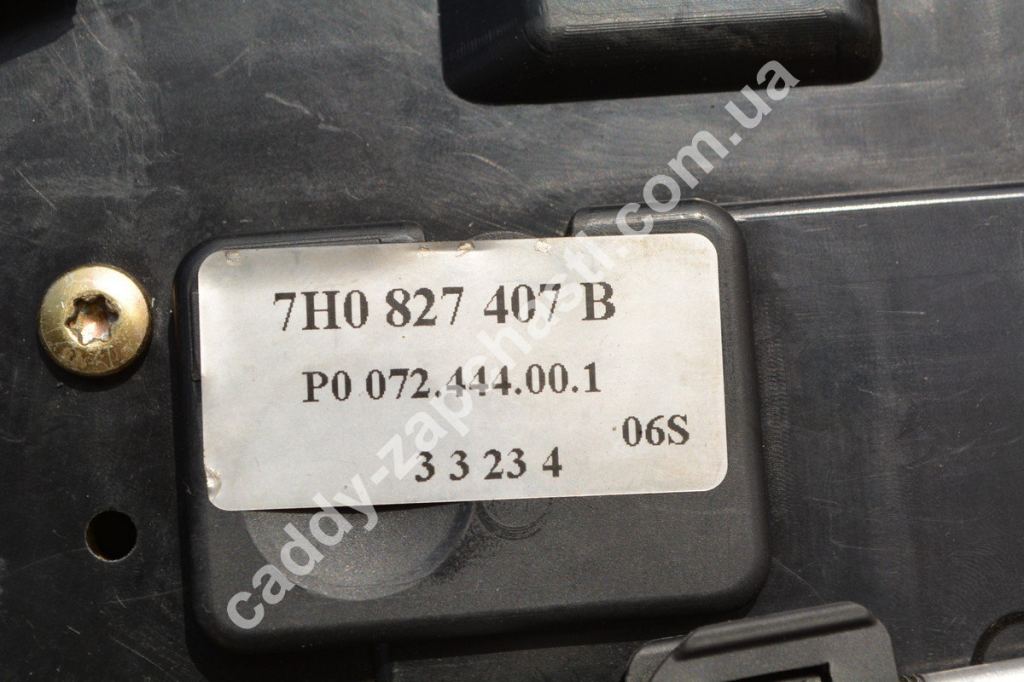 7H0 827 407 B
P0 072.444.00.1
06S
3 3 23 4
caddy-zapchasti.com.ua